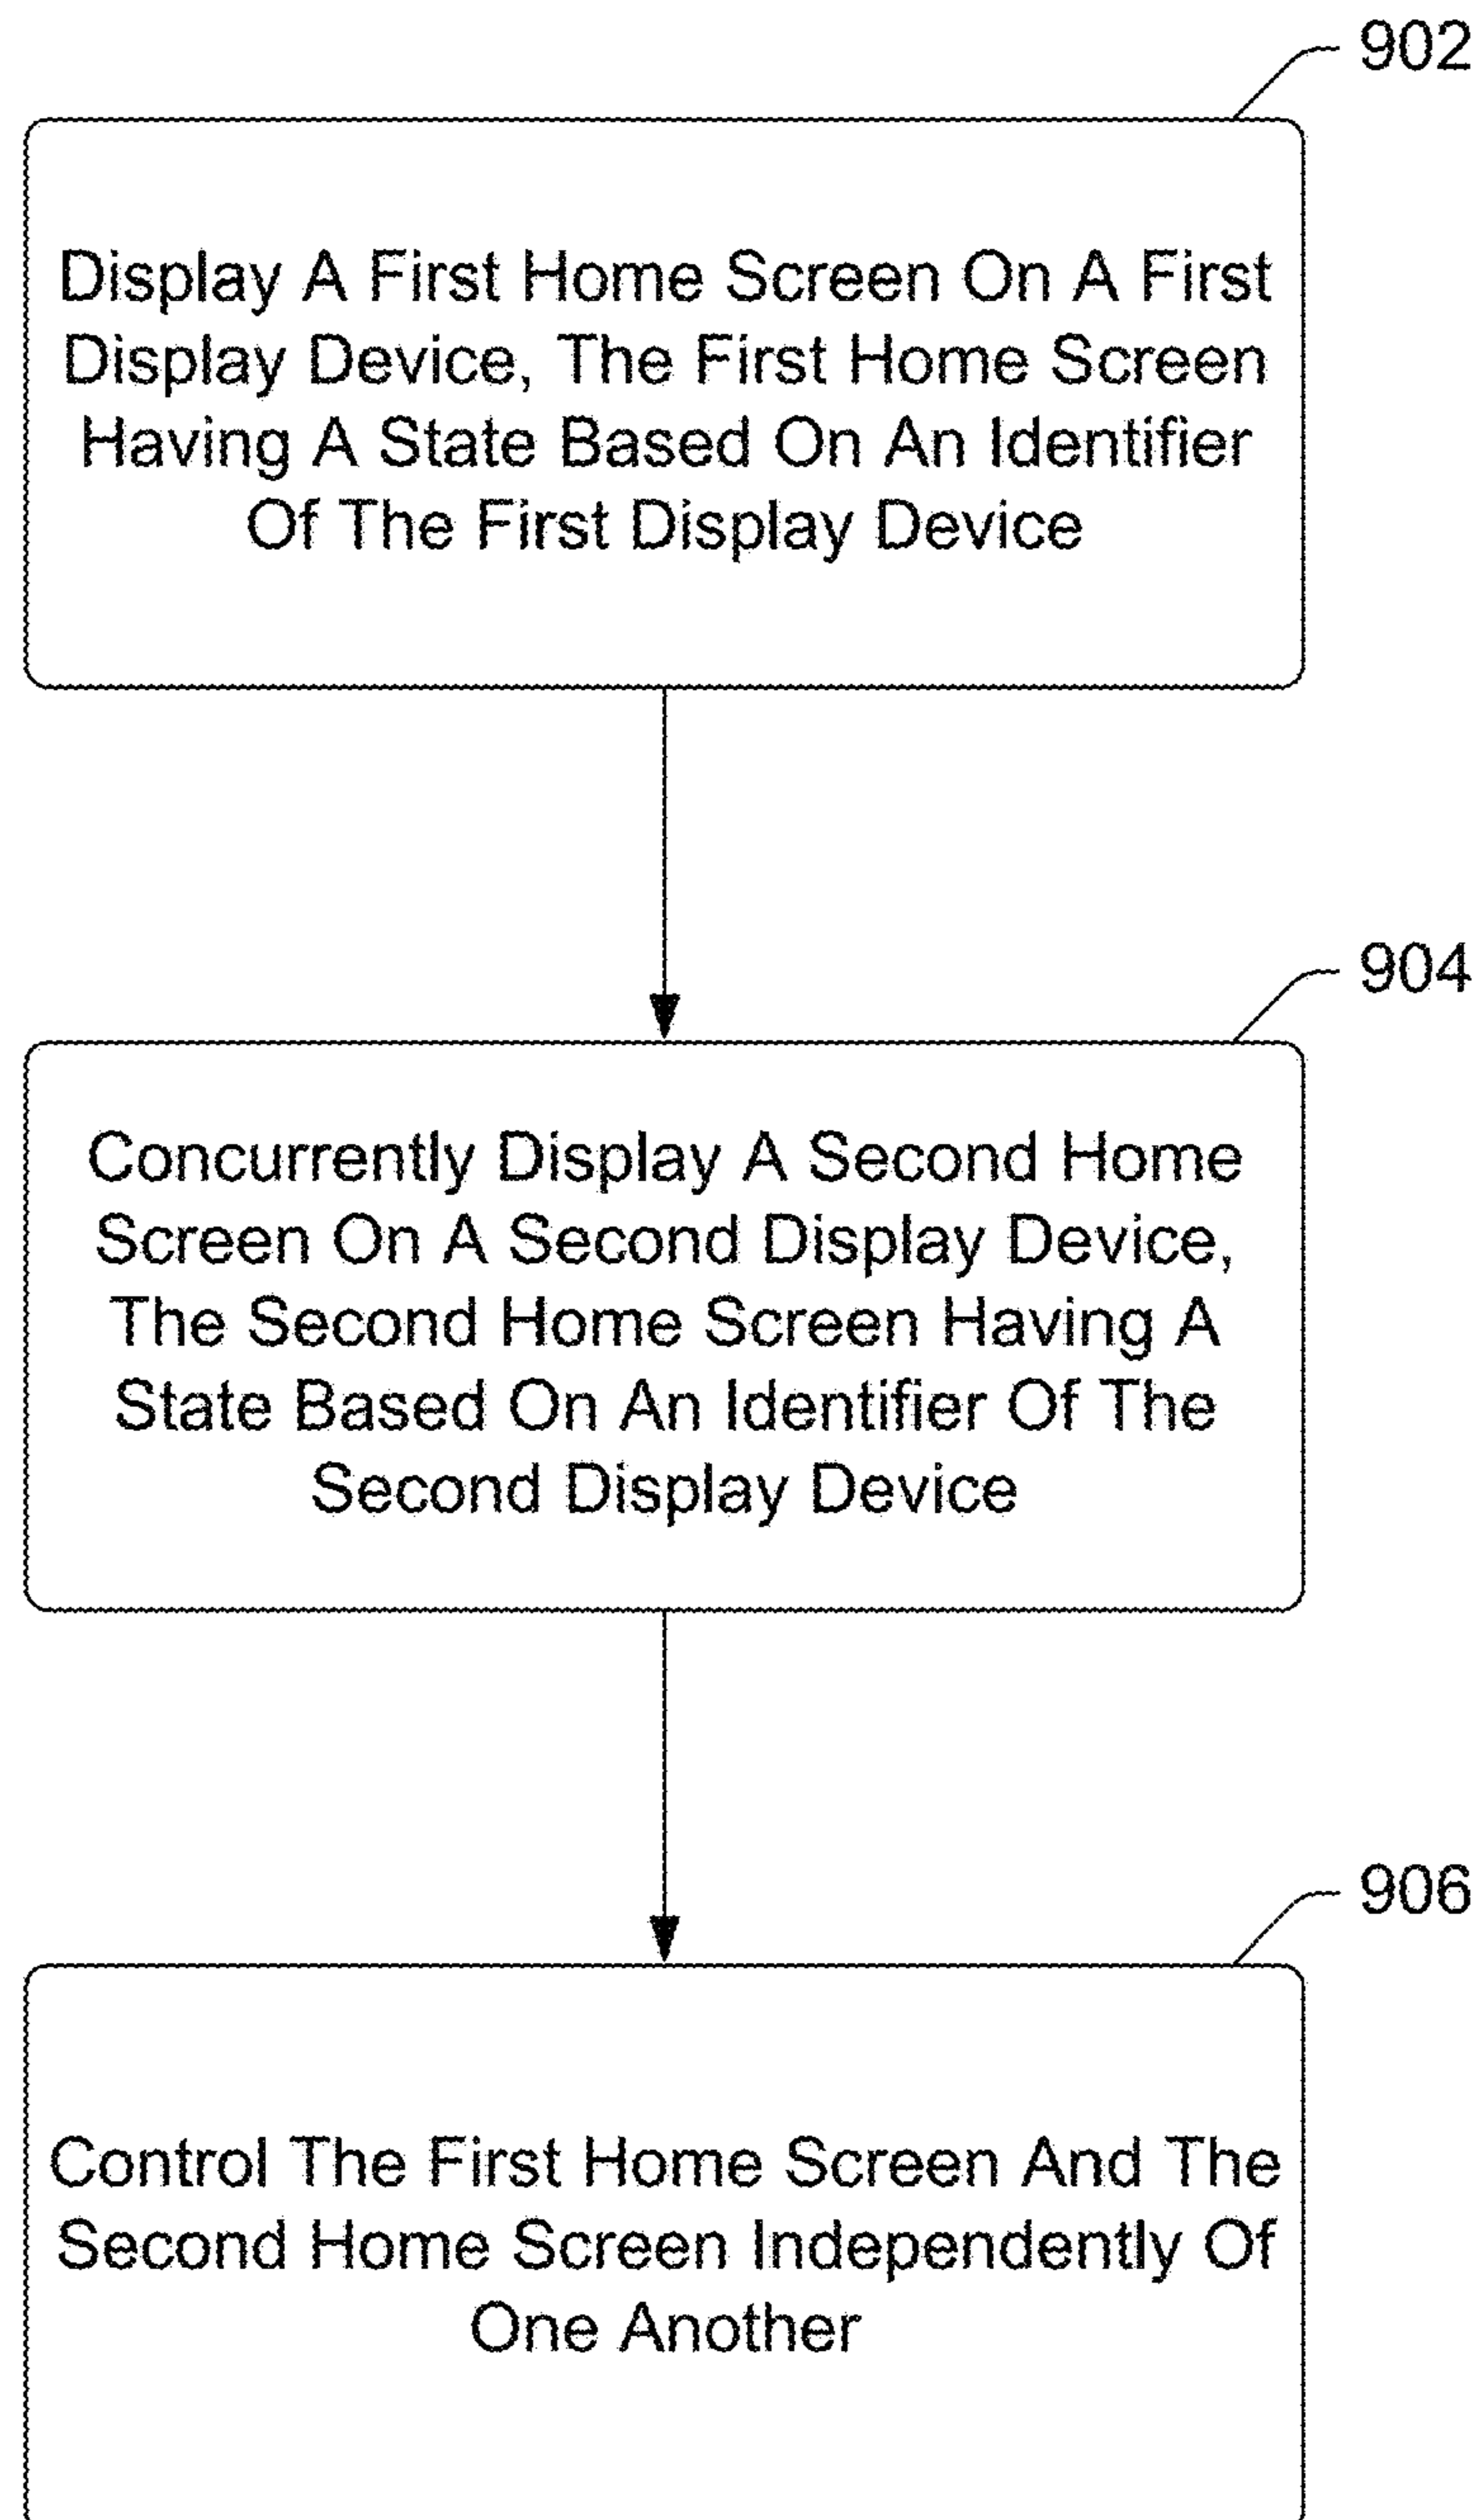 902
Display A First Home Screen On A First
Display Device, The First Home Screen
Having A State Based On An Identifier
Of The First Display Device
904
Concurrently Display A Second Home
Screen On A Second Display Device,
The Second Home Screen Having A
State Based On An Identifier Of The
Second Display Device
906
Control The First Home Screen And The
Second Home Screen Independently Of
One Another